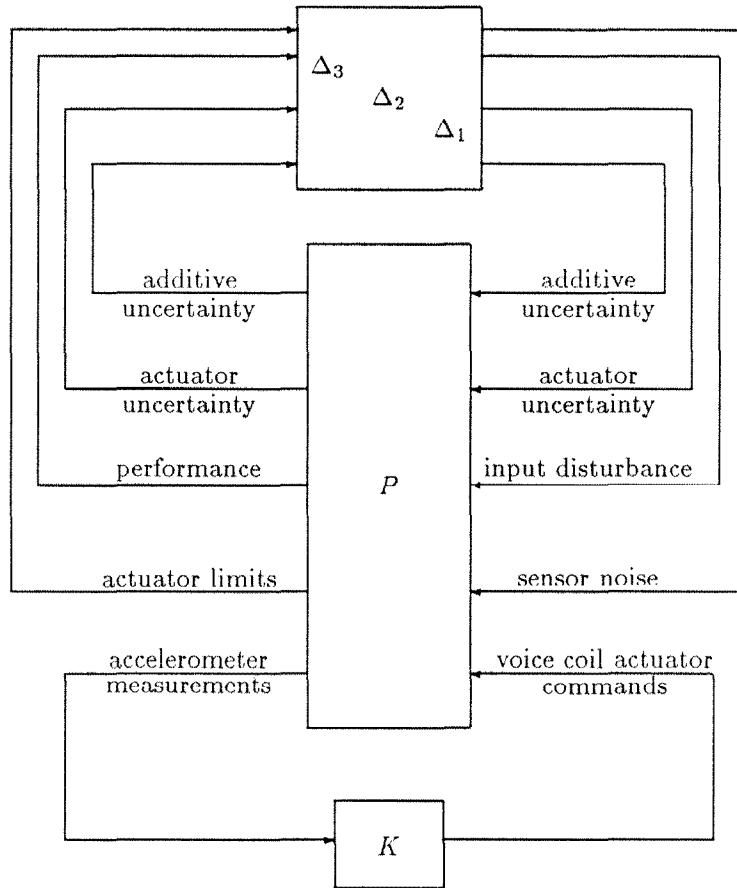 Δ₃
Δ₂
Δ₁
additive
uncertainty
additive
uncertainty
actuator
uncertainty
actuator
uncertainty
performance
P
input disturbance
actuator limits
sensor noise
accelerometer
measurements
voice coil actuator
commands
K